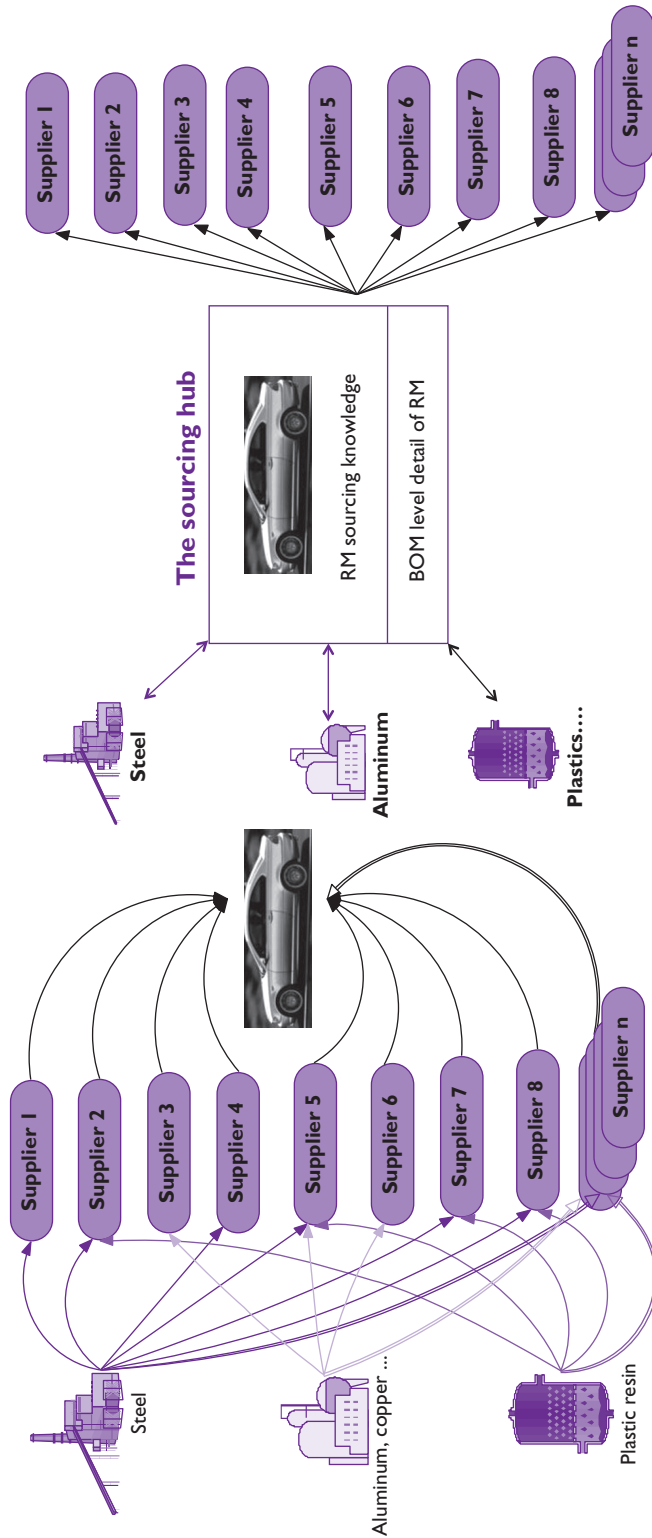 Steel
Aluminum, copper ...
Plastic resin
Supplier 1
Supplier 2
Supplier 3
Supplier 4
Supplier 5
Supplier 6
Supplier 7
Supplier 8
Supplier n
Steel
Aluminum
Plastics....
The sourcing hub
RM sourcing knowledge
BOM level detail of RM
Supplier 1
Supplier 2
Supplier 3
Supplier 4
Supplier 5
Supplier 6
Supplier 7
Supplier 8
Supplier n